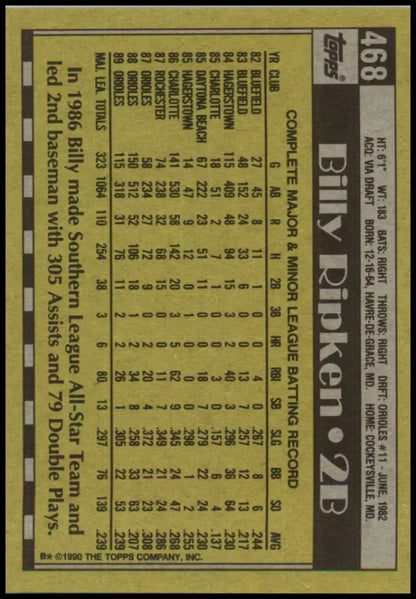 468
Topps®
Billy Ripken • 2B
HT: 6'1" WT: 183 BATS: RIGHT THROWS: RIGHT DRFT: ORIOLES #11 - JUNE, 1982
ACQ: VIA DRAFT BORN: 12-16-64, HAVRE-DE-GRACE, MD. HOME: COCKEYSVILLE, MD.
COMPLETE MAJOR & MINOR LEAGUE BATTING RECORD
YR CLUB G AB R H 2B 3B HR RBI SB SLG BB SO AVG
82 BLUEFIELD 27 45 8 11 1 0 0 4 0 .267 8 6 .244
83 BLUEFIELD 48 152 24 33 6 0 0 13 7 .257 12 13 .217
84 HAGERSTOWN 115 409 48 94 15 3 2 40 3 .296 36 64 .230
85 CHARLOTTE 18 51 2 7 1 0 0 3 0 .157 6 4 .137
85 DAYTONA BEACH 67 222 23 51 11 0 0 18 7 .279 22 24 .230
85 HAGERSTOWN 14 47 9 12 0 1 0 0 1 .298 6 3 .255
86 CHARLOTTE 141 530 58 142 20 3 5 62 9 .345 24 47 .268
87 ROCHESTER 74 238 32 68 15 0 0 11 7 .349 21 24 .286
87 ORIOLES 58 234 27 72 9 0 2 20 4 .372 21 23 .308
88 ORIOLES 150 512 52 106 18 1 2 34 8 .258 33 63 .207
89 ORIOLES 115 318 31 76 11 2 2 26 1 .305 22 53 .239
MAJ. LEA. TOTALS 323 1064 110 254 38 3 6 80 13 .297 76 139 .239
In 1986 Billy made Southern League All-Star Team and
led 2nd baseman with 305 Assists and 79 Double Plays.
B* ©1990 THE TOPPS COMPANY, INC.